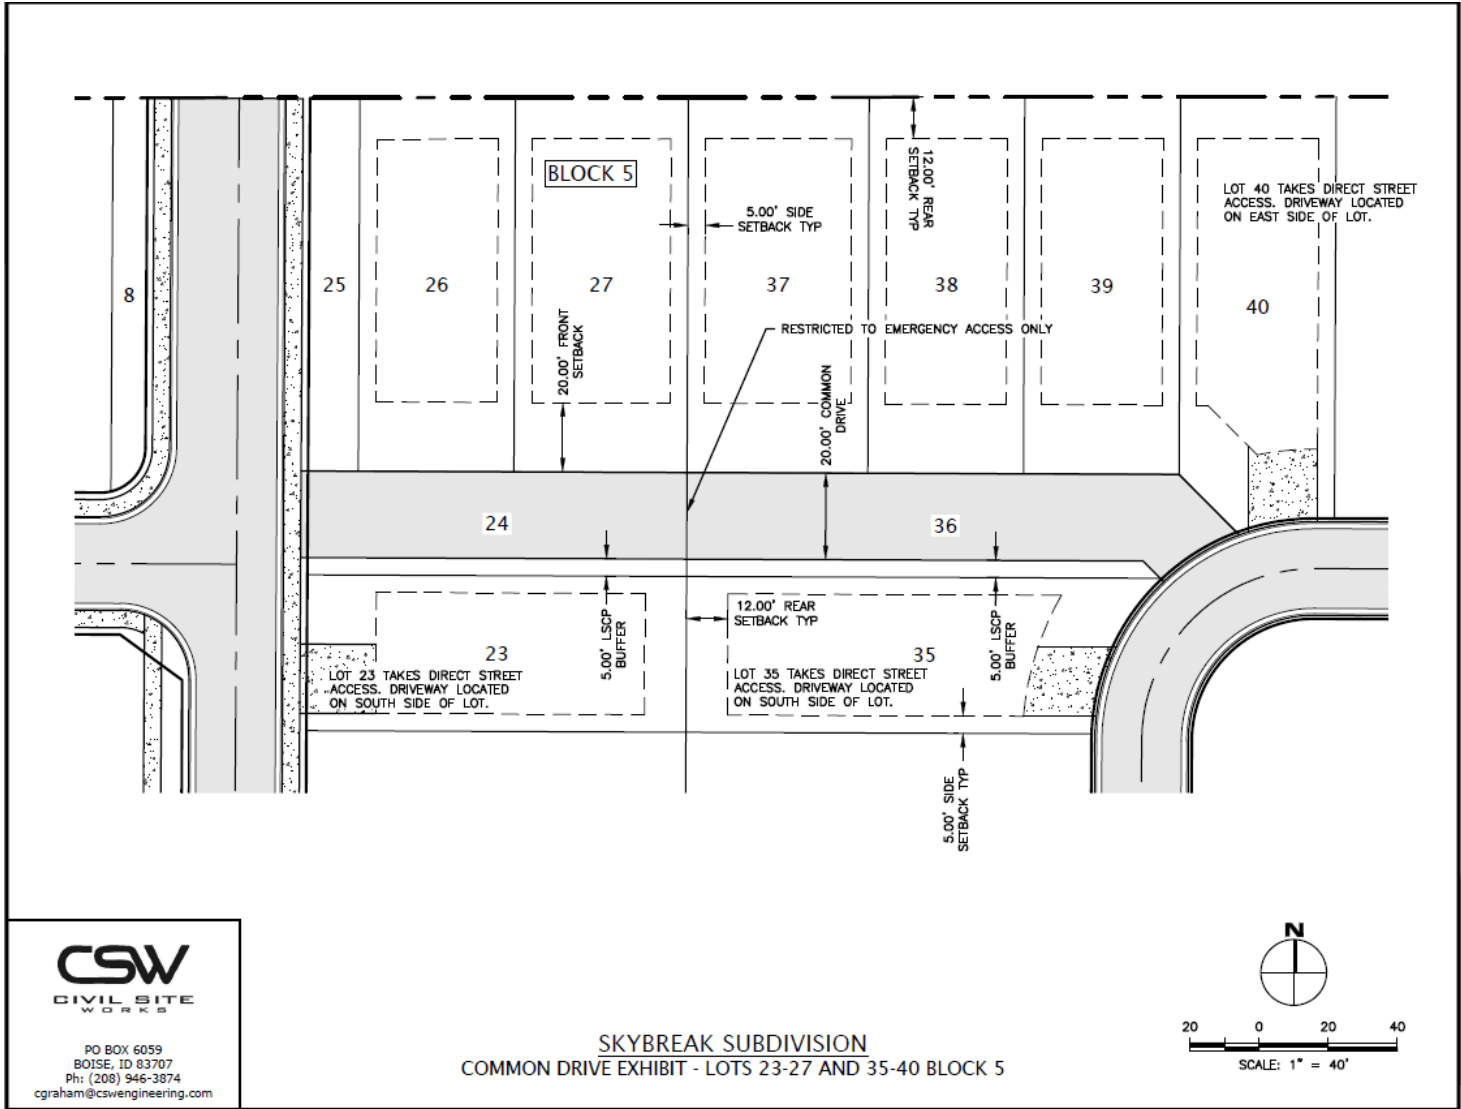 BLOCK 5
5.00' SIDE
SETBACK TYP
12.00' REAR
SETBACK TYP
LOT 40 TAKES DIRECT STREET
ACCESS. DRIVEWAY LOCATED
ON EAST SIDE OF LOT.
8
25
26
27
37
38
39
40
20.00' FRONT
SETBACK
RESTRICTED TO EMERGENCY ACCESS ONLY
20.00' COMMON
DRIVE
24
36
12.00' REAR
SETBACK TYP
5.00' LSCP
BUFFER
5.00' LSCP
BUFFER
23
LOT 23 TAKES DIRECT STREET
ACCESS. DRIVEWAY LOCATED
ON SOUTH SIDE OF LOT.
35
LOT 35 TAKES DIRECT STREET
ACCESS. DRIVEWAY LOCATED
ON SOUTH SIDE OF LOT.
5.00' SIDE
SETBACK TYP
CSW
CIVIL SITE
WORKS
PO BOX 6059
BOISE, ID 83707
Ph: (208) 946-3874
cgraham@cswengineering.com
SKYBREAK SUBDIVISION
COMMON DRIVE EXHIBIT - LOTS 23-27 AND 35-40 BLOCK 5
N
20 0 20 40
SCALE: 1" = 40'